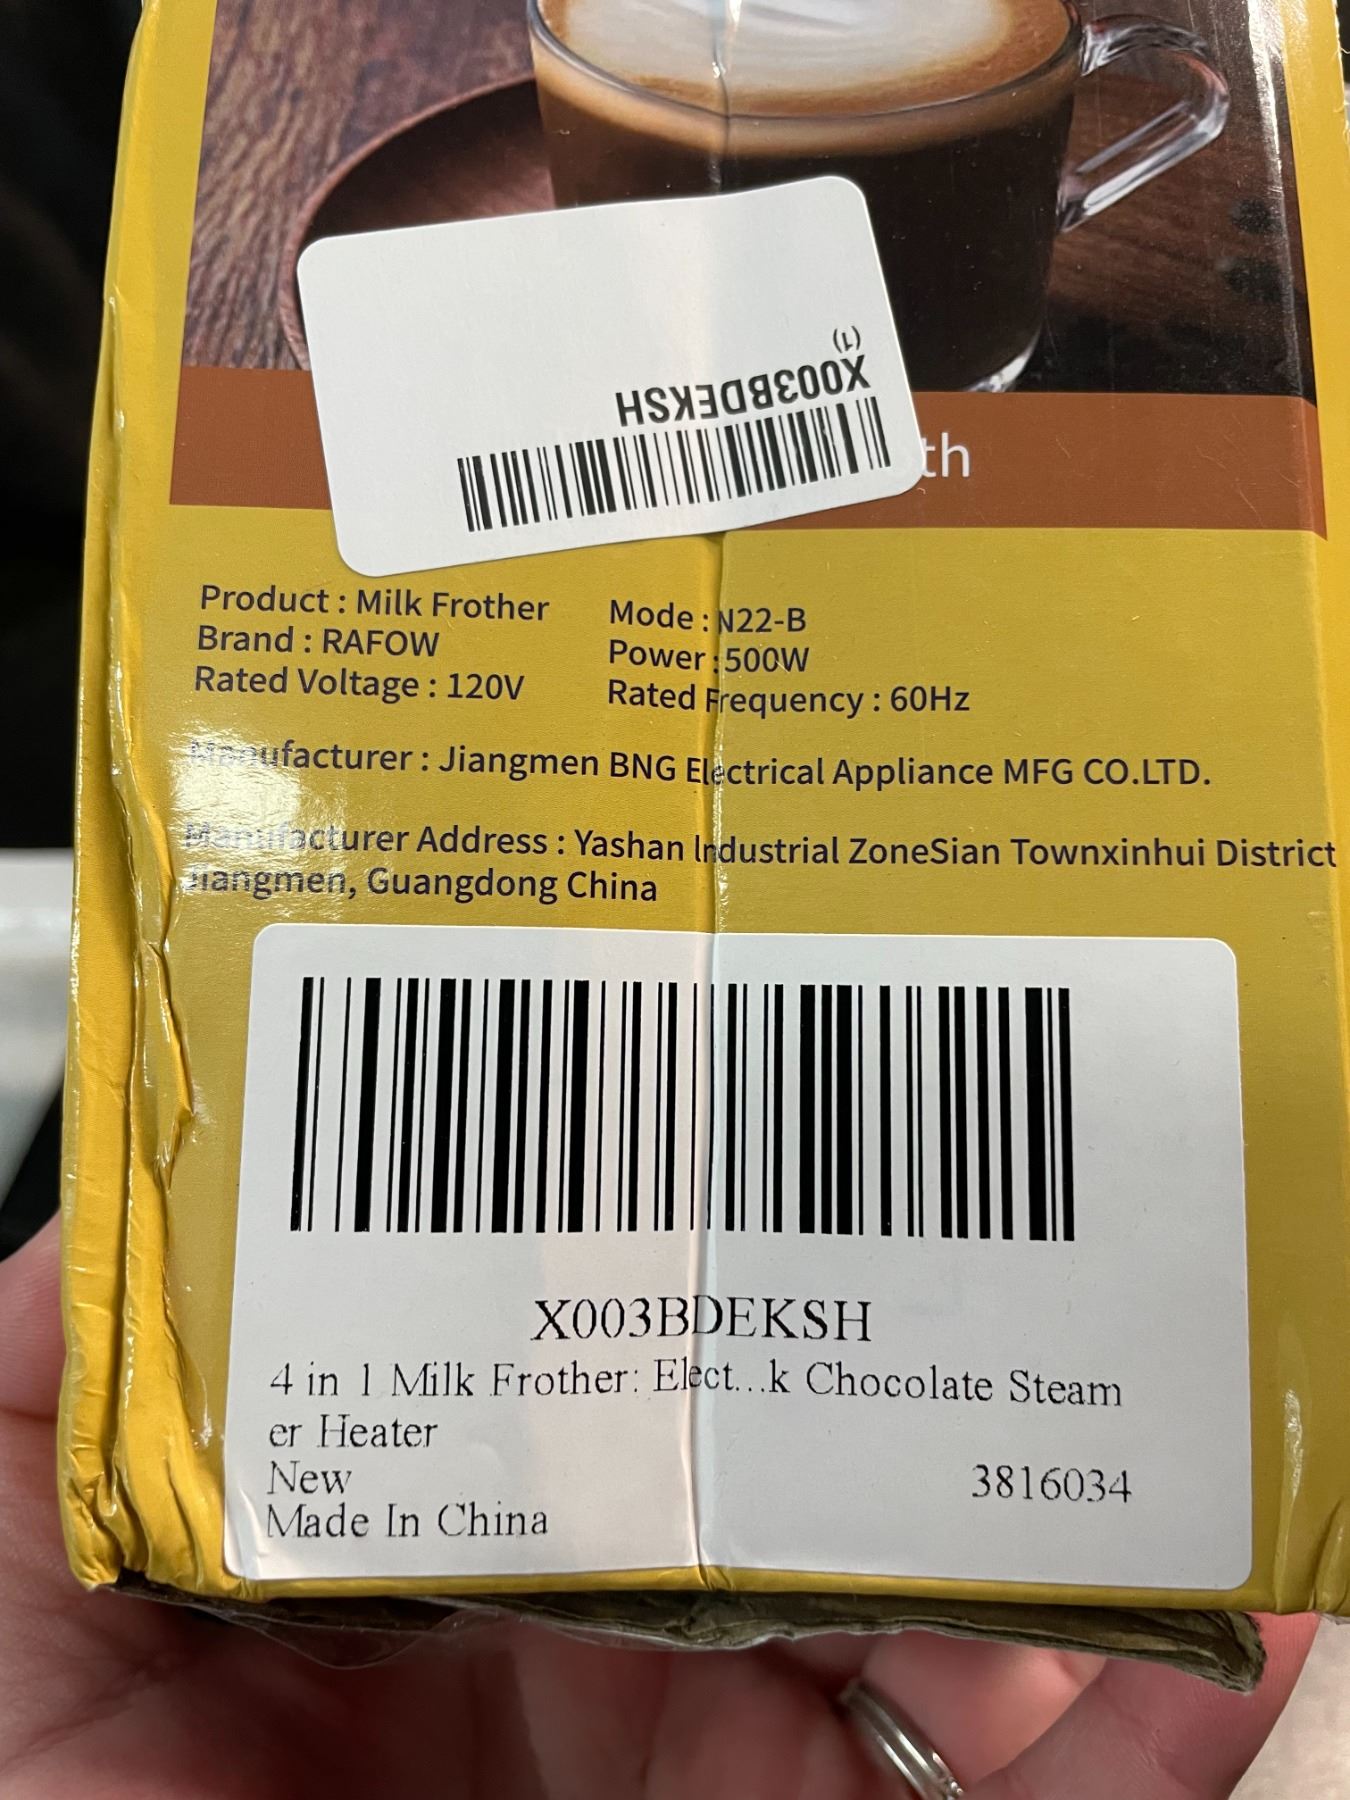 (1)
X003BDEKSH
th
Product : Milk Frother
Brand : RAFOW
Rated Voltage : 120V
Mode : N22-B
Power : 500W
Rated Frequency : 60Hz
Manufacturer : Jiangmen BNG Electrical Appliance MFG CO.LTD.
Manufacturer Address : Yashan Industrial ZoneSian Townxinhui District
Jiangmen, Guangdong China
X003BDEKSH
4 in 1 Milk Frother: Elect...k Chocolate Steam
er Heater
New
3816034
Made In China